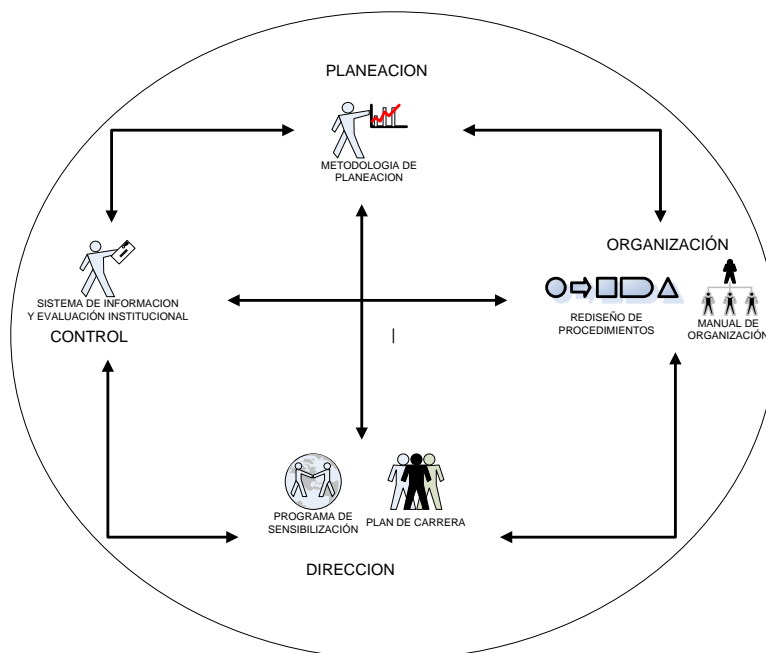 PLANEACION
METODOLOGIA DE
PLANEACION
ORGANIZACIÓN
REDISEÑO DE
PROCEDIMIENTOS
MANUAL DE
ORGANIZACIÓN
SISTEMA DE INFORMACION
Y EVALUACIÓN INSTITUCIONAL
CONTROL
PROGRAMA DE
SENSIBILIZACIÓN
PLAN DE CARRERA
DIRECCION